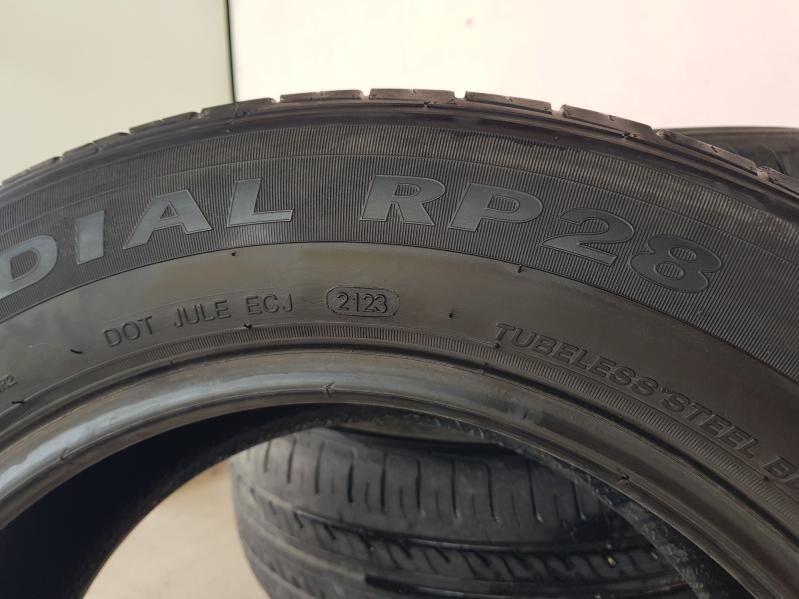 DIAL RP28
DOT JULE ECJ 2123
TUBELESS STEEL